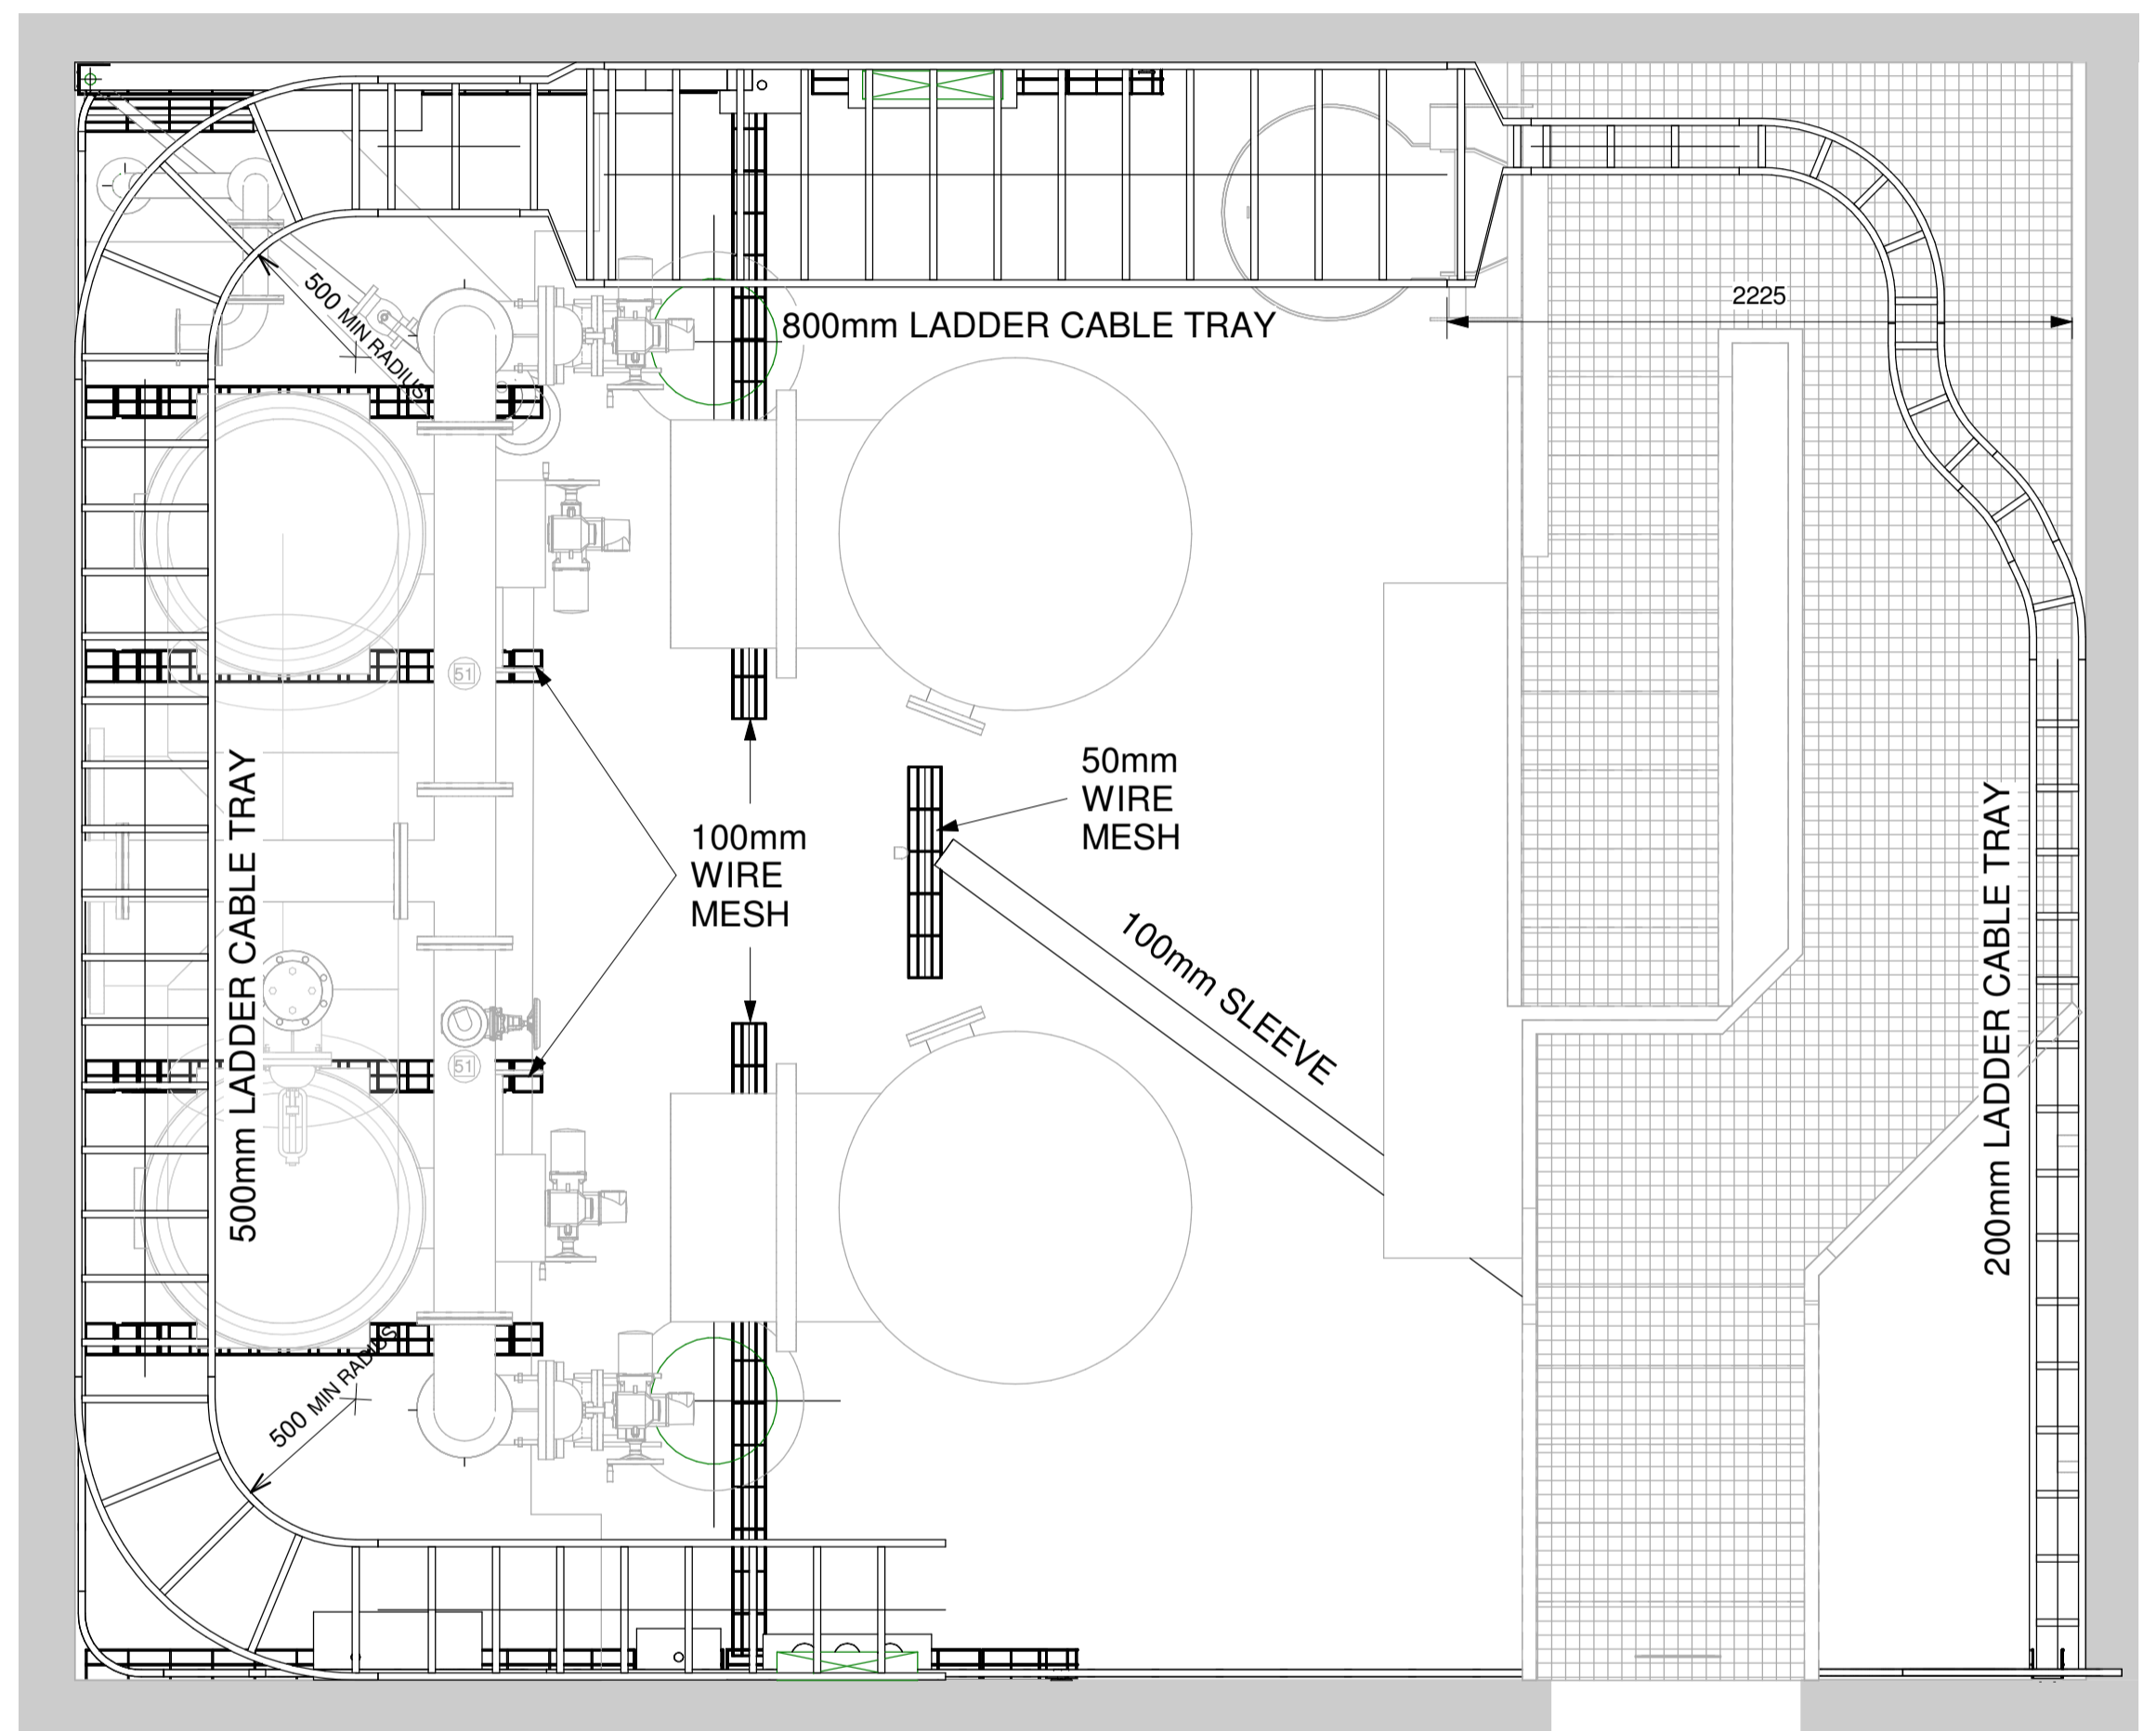 500 MIN RADIUS
800mm LADDER CABLE TRAY
2225
51
500mm LADDER CABLE TRAY
100mm
WIRE
MESH
50mm
WIRE
MESH
100mm SLEEVE
200mm LADDER CABLE TRAY
51
500 MIN RADIUS